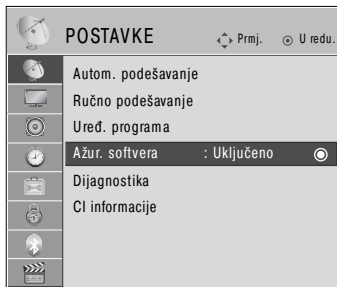 POSTAVKE Prmj. U redu.
Autom. podešavanje
Ručno podešavanje
Uređ. programa
Ažur. softvera : Uključeno
Dijagnostika
CI informacije